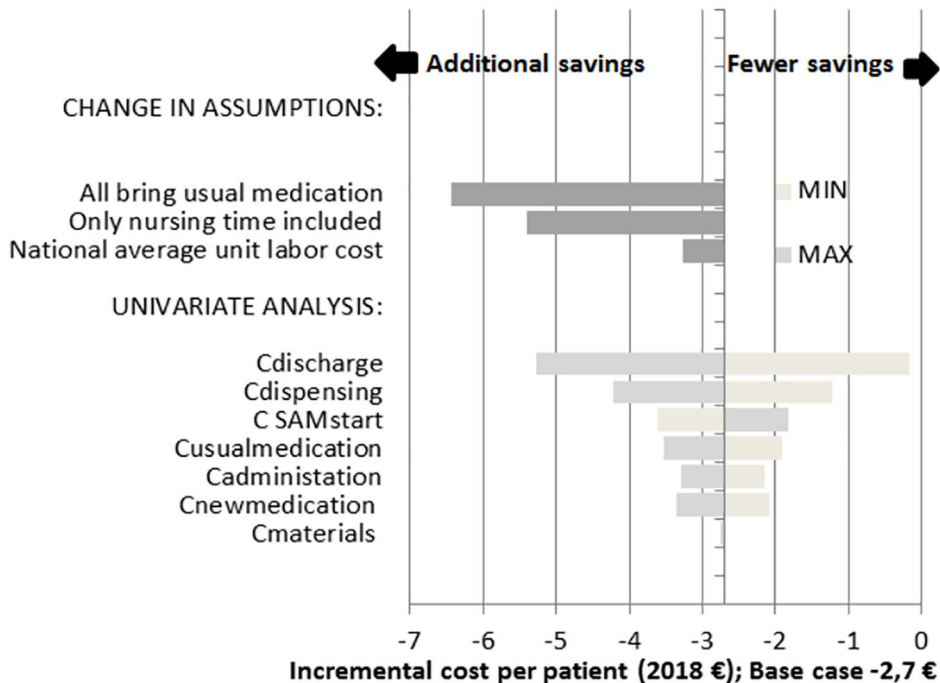 Additional savings
Fewer savings
CHANGE IN ASSUMPTIONS:
All bring usual medication
Only nursing time included
National average unit labor cost
MIN
MAX
UNIVARIATE ANALYSIS:
Cdischarge
Cdispensing
C SAMstart
Cusualmedication
Cadministation
Cnewmedication
Cmaterials
-7 -6 -5 -4 -3 -2 -1 0
Incremental cost per patient (2018 €); Base case -2,7 €